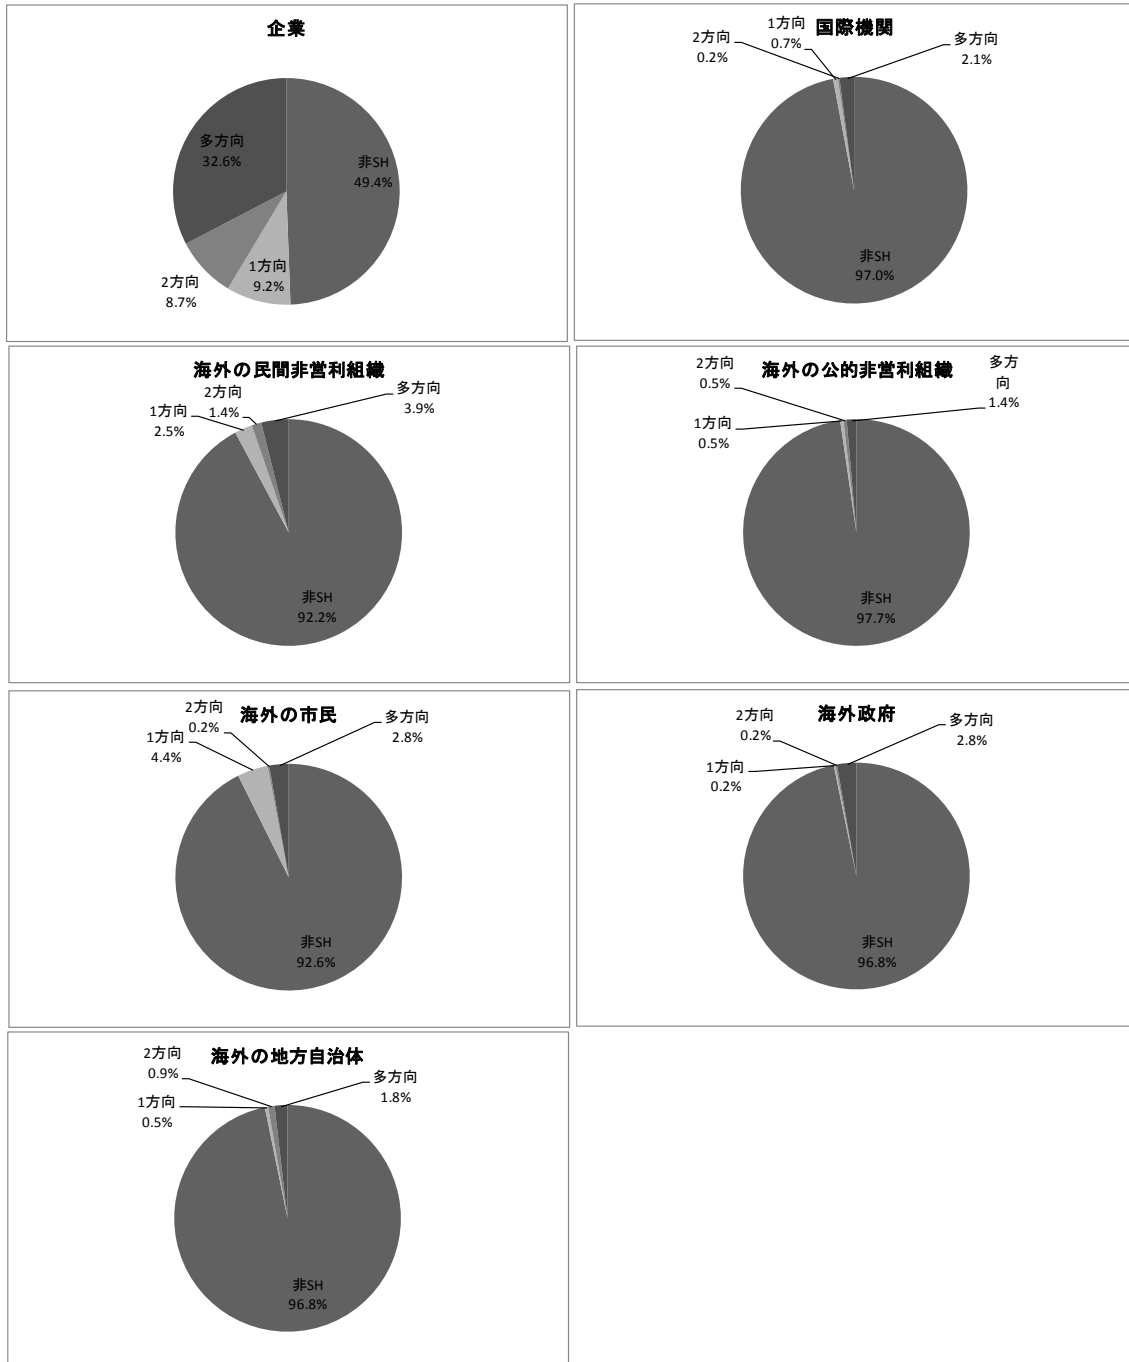 企業
多方向
32.6%
非SH
49.4%
1方向
9.2%
2方向
8.7%
国際機関
2方向
0.2%
1方向
0.7%
多方向
2.1%
非SH
97.0%
海外の民間非営利組織
1方向
2.5%
2方向
1.4%
多方向
3.9%
非SH
92.2%
海外の公的非営利組織
2方向
0.5%
多方
向
1.4%
1方向
0.5%
非SH
97.7%
海外の市民
2方向
0.2%
1方向
4.4%
多方向
2.8%
非SH
92.6%
海外政府
2方向
0.2%
多方向
2.8%
1方向
0.2%
非SH
96.8%
海外の地方自治体
2方向
0.9%
多方向
1.8%
1方向
0.5%
非SH
96.8%